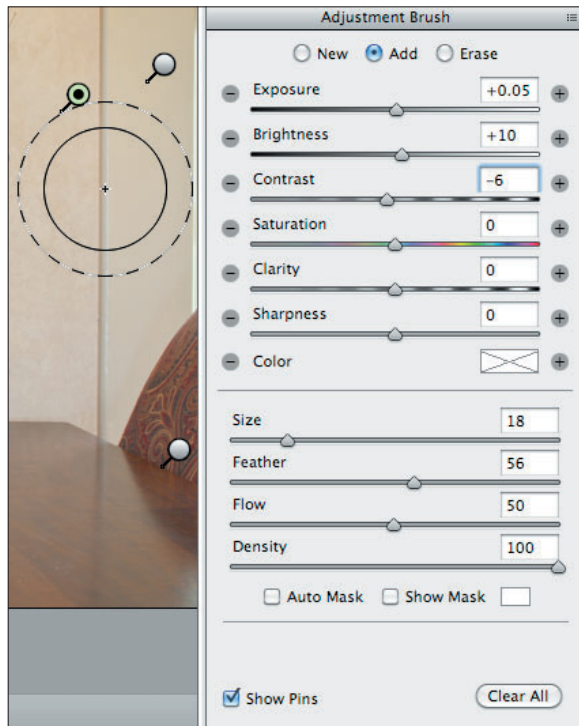 Adjustment Brush
New Add Erase
Exposure +0.05
Brightness +10
Contrast -6
Saturation 0
Clarity 0
Sharpness 0
Color
Size 18
Feather 56
Flow 50
Density 100
Auto Mask Show Mask
Show Pins Clear All